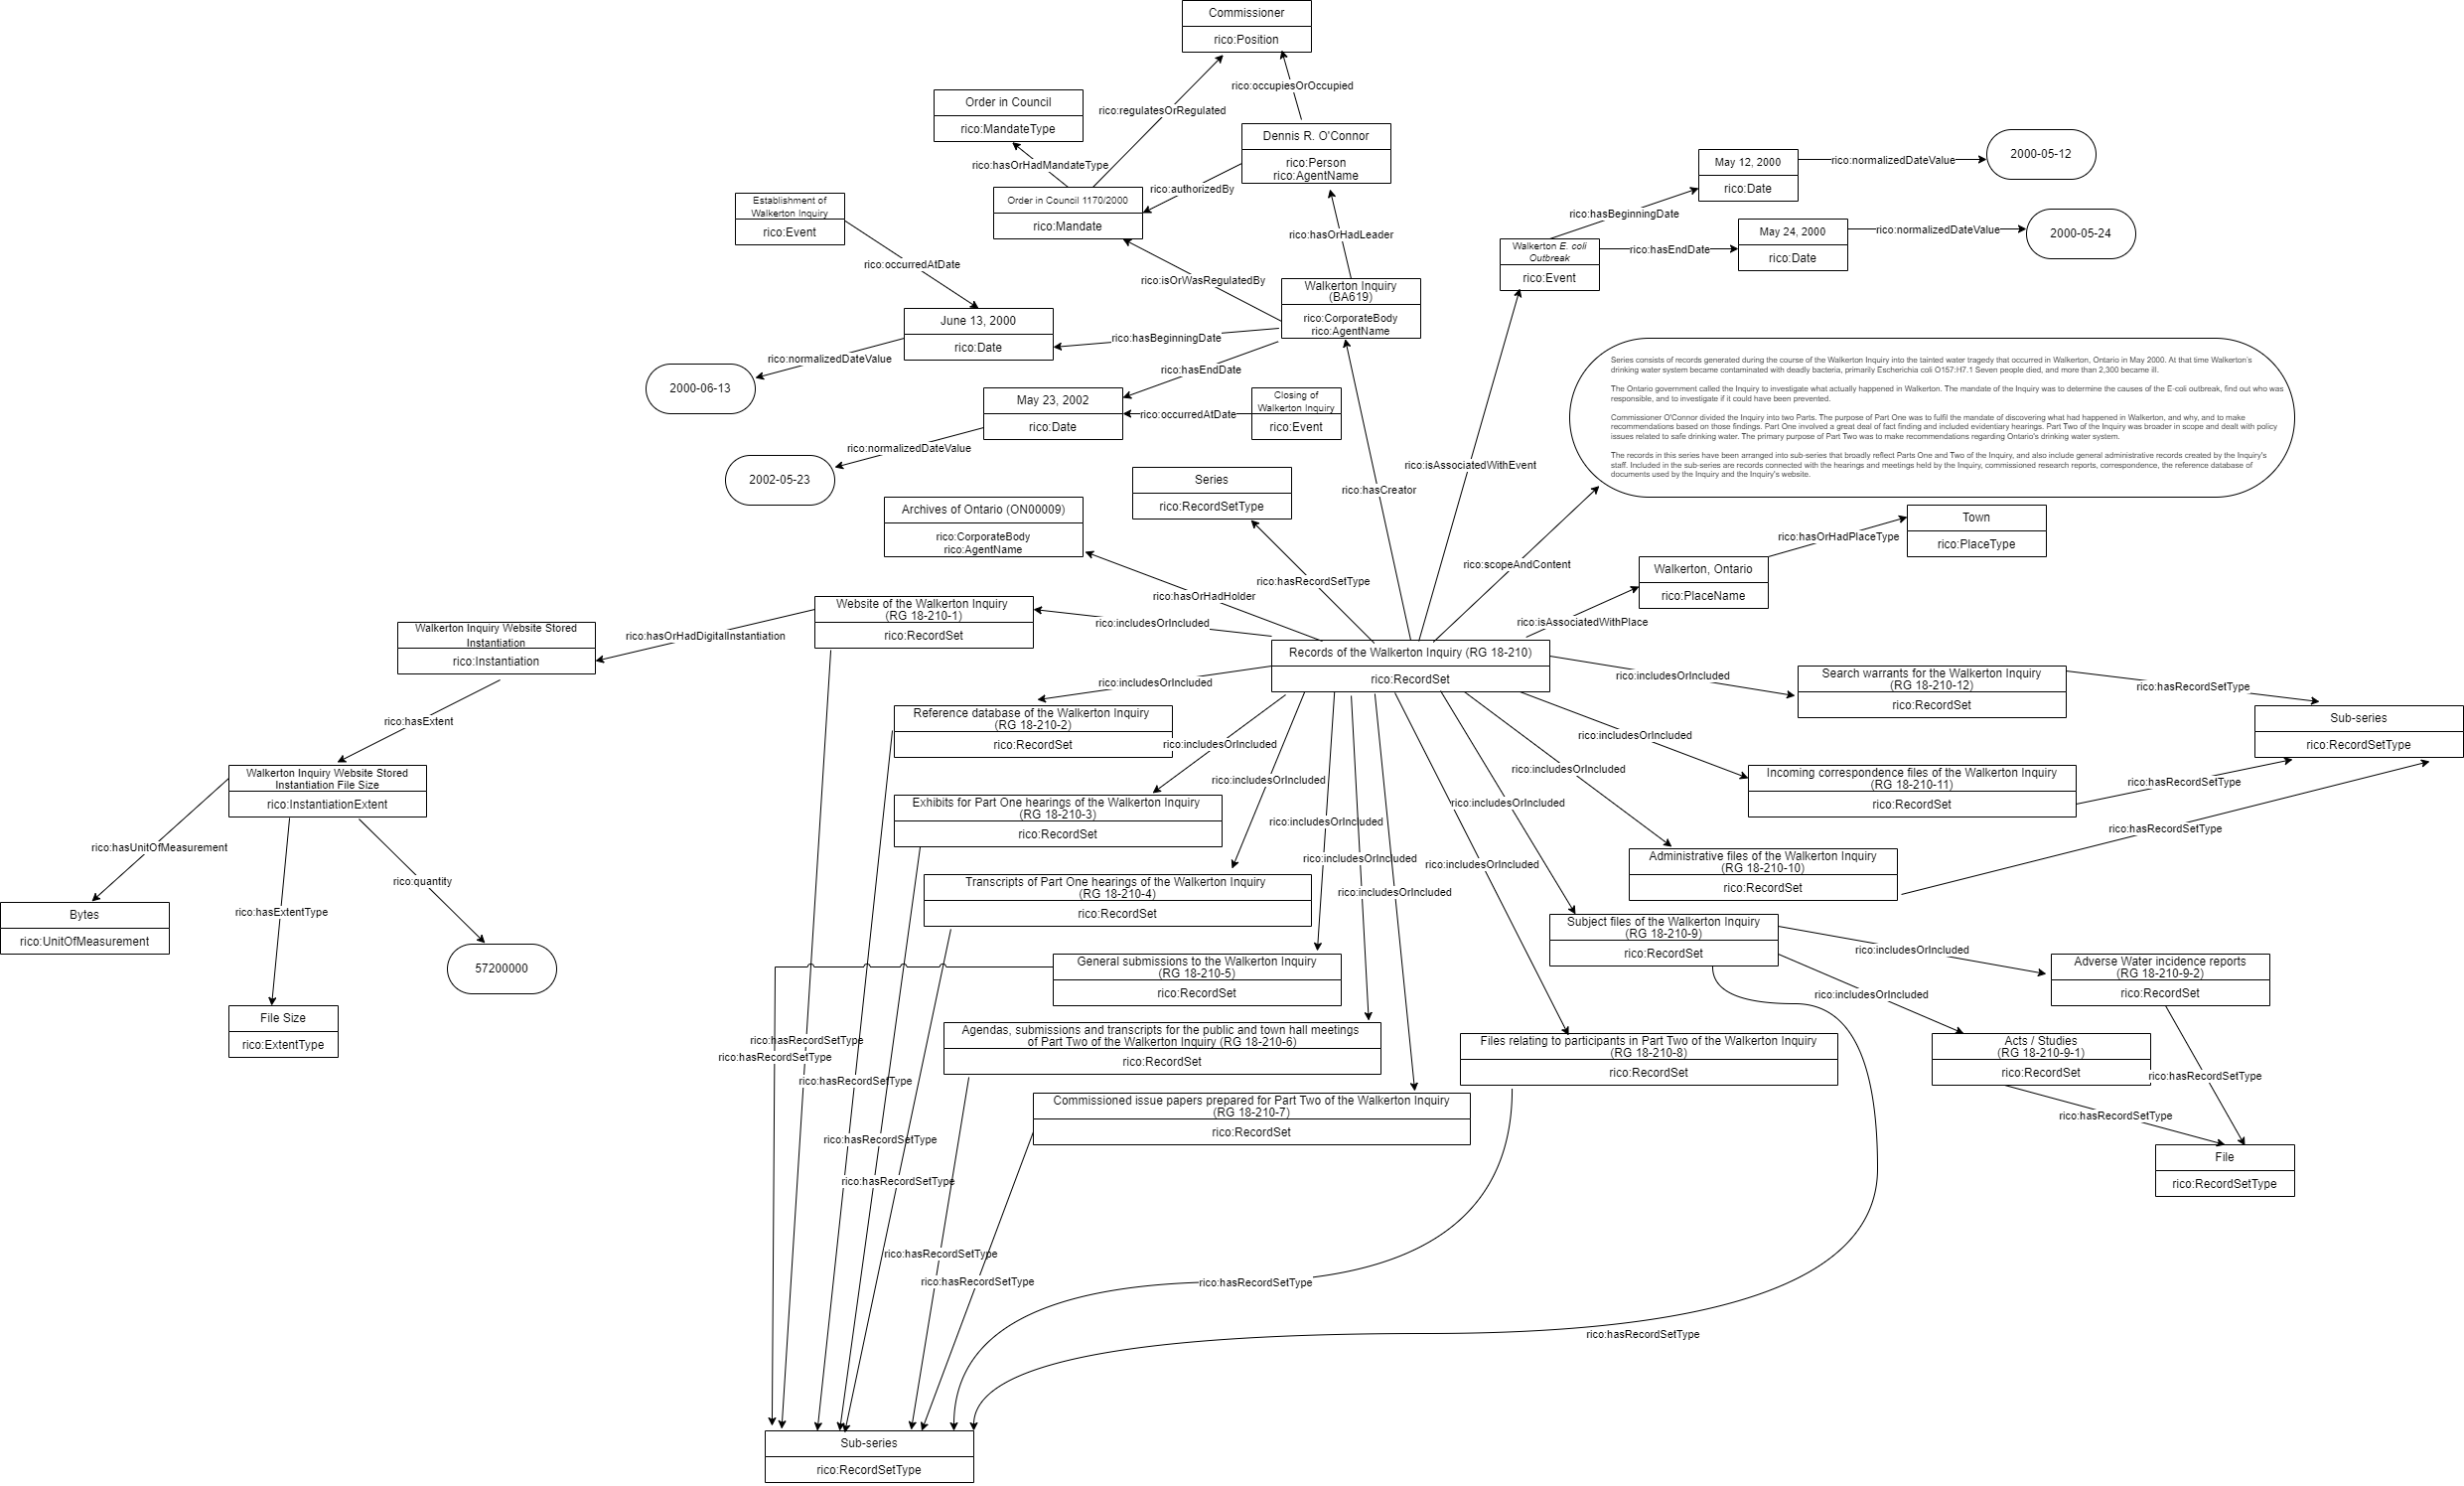 Commissioner
rico:Position
rico:occupiesOrOccupied
rico:regulatesOrRegulated
Order in Council
rico:MandateType
rico:hasOrHadMandateType
Dennis R. O'Connor
rico:Person
rico:AgentName
rico:authorizedBy
Order in Council 1170/2000
rico:Mandate
Establishment of
Walkerton Inquiry
rico:Event
rico:occurredAtDate
rico:hasOrHadLeader
rico:isOrWasRegulatedBy
Walkerton Inquiry
(BA619)
rico:CorporateBody
rico:AgentName
June 13, 2000
rico:Date
rico:hasBeginningDate
rico:normalizedDateValue
2000-06-13
rico:hasEndDate
May 23, 2002
rico:Date
rico:occurredAtDate
Closing of
Walkerton Inquiry
rico:Event
rico:normalizedDateValue
2002-05-23
May 12, 2000
rico:Date
rico:normalizedDateValue
2000-05-12
rico:hasBeginningDate
May 24, 2000
rico:Date
rico:normalizedDateValue
2000-05-24
Walkerton E. coli
Outbreak
rico:Event
rico:hasEndDate
Series consists of records generated during the course of the Walkerton Inquiry into the tainted water tragedy that occurred in Walkerton, Ontario in May 2000. At that time Walkerton's
drinking water system became contaminated with deadly bacteria, primarily Escherichia coli O157:H7.1 Seven people died, and more than 2,300 became ill.
The Ontario government called the Inquiry to investigate what actually happened in Walkerton. The mandate of the Inquiry was to determine the causes of the E-coli outbreak, find out who was
responsible, and to investigate if it could have been prevented.
Commissioner O'Connor divided the Inquiry into two Parts. The purpose of Part One was to fulfil the mandate of discovering what had happened in Walkerton, and why, and to make
recommendations based on those findings. Part One involved a great deal of fact finding and included evidentiary hearings. Part Two of the Inquiry was broader in scope and dealt with policy
issues related to safe drinking water. The primary purpose of Part Two was to make recommendations regarding Ontario's drinking water system.
The records in this series have been arranged into sub-series that broadly reflect Parts One and Two of the Inquiry, and also include general administrative records created by the Inquiry's
staff. Included in the sub-series are records connected with the hearings and meetings held by the Inquiry, commissioned research reports, correspondence, the reference database of
documents used by the Inquiry and the Inquiry's website.
rico:isAssociatedWithEvent
rico:hasCreator
Series
rico:RecordSetType
rico:hasRecordSetType
Archives of Ontario (ON00009)
rico:CorporateBody
rico:AgentName
rico:hasOrHadHolder
rico:scopeAndContent
Town
rico:PlaceType
rico:hasOrHadPlaceType
Walkerton, Ontario
rico:PlaceName
rico:isAssociatedWithPlace
Records of the Walkerton Inquiry (RG 18-210)
rico:RecordSet
rico:includesOrIncluded
Website of the Walkerton Inquiry
(RG 18-210-1)
rico:RecordSet
rico:hasOrHadDigitalInstantiation
Walkerton Inquiry Website Stored
Instantiation
rico:Instantiation
rico:hasExtent
Walkerton Inquiry Website Stored
Instantiation File Size
rico:InstantiationExtent
rico:hasUnitOfMeasurement
Bytes
rico:UnitOfMeasurement
rico:hasExtentType
File Size
rico:ExtentType
rico:quantity
57200000
rico:includesOrIncluded
Reference database of the Walkerton Inquiry
(RG 18-210-2)
rico:RecordSet
rico:includesOrIncluded
Exhibits for Part One hearings of the Walkerton Inquiry
(RG 18-210-3)
rico:RecordSet
rico:includesOrIncluded
Transcripts of Part One hearings of the Walkerton Inquiry
(RG 18-210-4)
rico:RecordSet
rico:includesOrIncluded
General submissions to the Walkerton Inquiry
(RG 18-210-5)
rico:RecordSet
rico:includesOrIncluded
Agendas, submissions and transcripts for the public and town hall meetings
of Part Two of the Walkerton Inquiry (RG 18-210-6)
rico:RecordSet
rico:includesOrIncluded
Commissioned issue papers prepared for Part Two of the Walkerton Inquiry
(RG 18-210-7)
rico:RecordSet
rico:includesOrIncluded
Files relating to participants in Part Two of the Walkerton Inquiry
(RG 18-210-8)
rico:RecordSet
rico:includesOrIncluded
Subject files of the Walkerton Inquiry
(RG 18-210-9)
rico:RecordSet
rico:includesOrIncluded
Administrative files of the Walkerton Inquiry
(RG 18-210-10)
rico:RecordSet
rico:includesOrIncluded
Incoming correspondence files of the Walkerton Inquiry
(RG 18-210-11)
rico:RecordSet
rico:includesOrIncluded
Search warrants for the Walkerton Inquiry
(RG 18-210-12)
rico:RecordSet
rico:hasRecordSetType
Sub-series
rico:RecordSetType
rico:hasRecordSetType
rico:hasRecordSetType
rico:includesOrIncluded
Adverse Water incidence reports
(RG 18-210-9-2)
rico:RecordSet
rico:includesOrIncluded
Acts / Studies
(RG 18-210-9-1)
rico:RecordSet
rico:hasRecordSetType
rico:hasRecordSetType
File
rico:RecordSetType
rico:hasRecordSetType
rico:hasRecordSetType
rico:hasRecordSetType
rico:hasRecordSetType
rico:hasRecordSetType
rico:hasRecordSetType
rico:hasRecordSetType
rico:hasRecordSetType
rico:hasRecordSetType
Sub-series
rico:RecordSetType